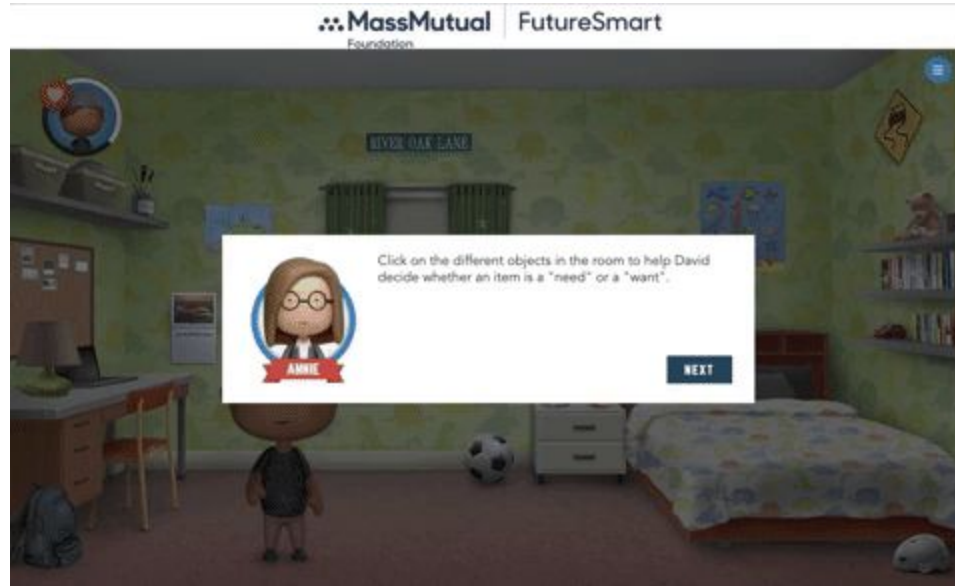 MassMutual
Foundation
FutureSmart
RIVER OAK LANE
Click on the different objects in the room to help David
decide whether an item is a "need" or a "want".
ANNIE
NEXT